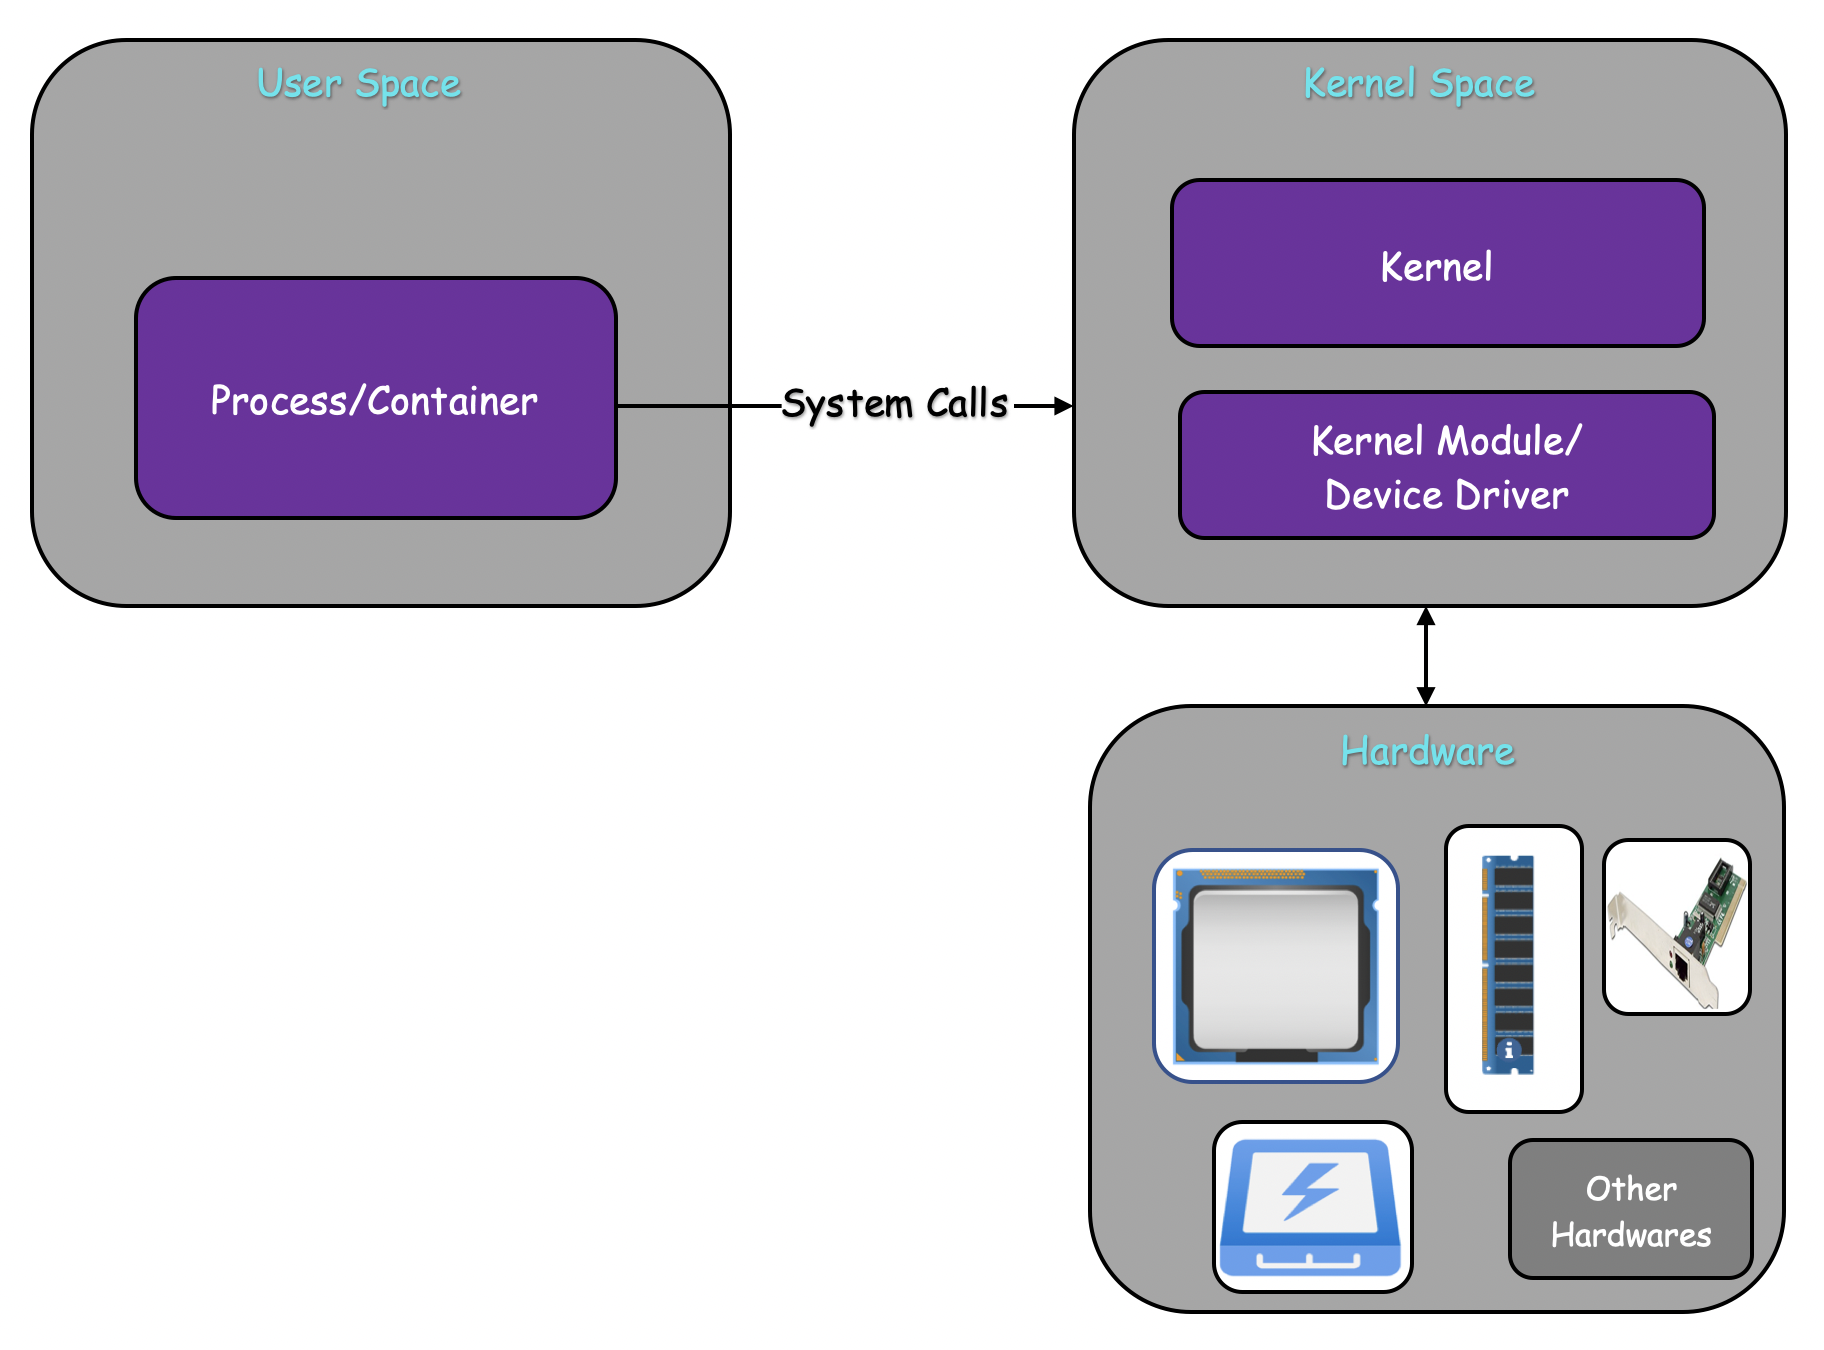 User Space
Kernel Space
Kernel
Process/Container
System Calls
Kernel Module/
Device Driver
Hardware
i
Other
Hardwares